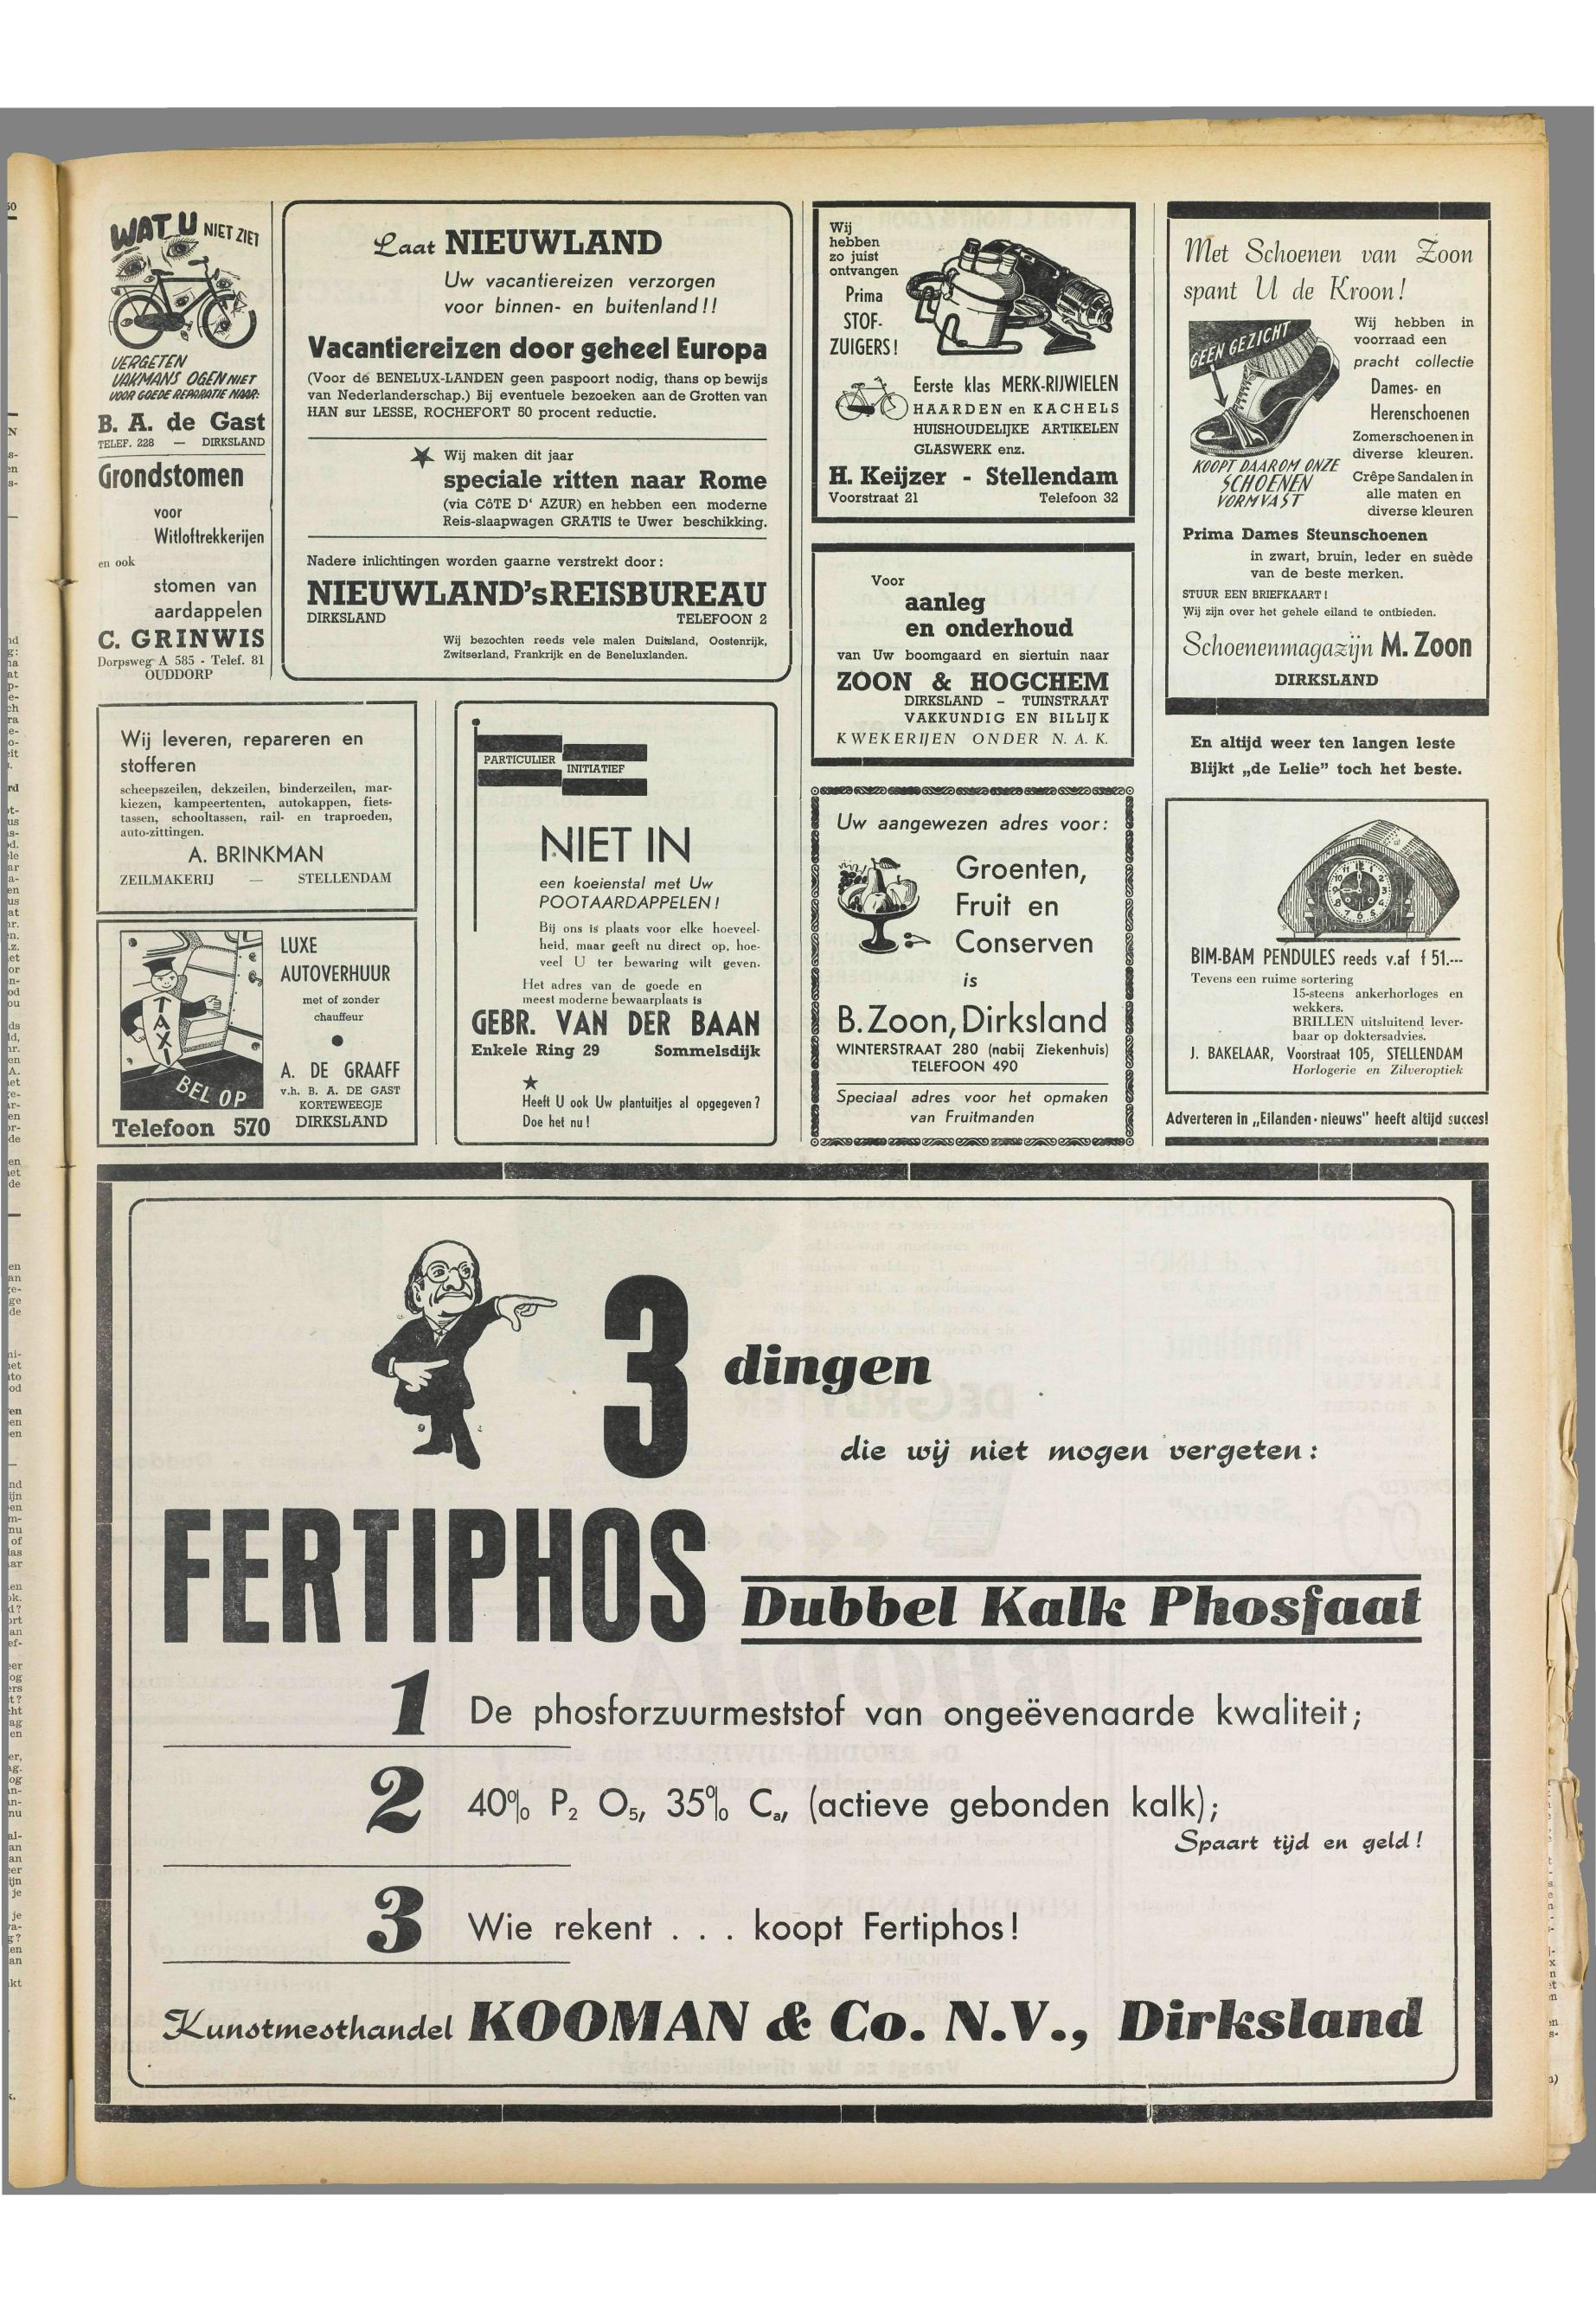 WAT U NIET ZIET
VERGETEN
VAKMANS OGEN NIET
VOOR GOEDE REPARATIE NAAR:
B. A. de Gast
TELEF. 228 — DIRKSLAND
Grondstomen
voor
Witloftrekkerijen
en ook
stomen van
aardappelen
C. GRINWIS
Dorpsweg A 585 - Telef. 81
OUDDORP
Laat NIEUWLAND
Uw vacantiereizen verzorgen
voor binnen- en buitenland!!
Vacantiereizen door geheel Europa
(Voor de BENELUX-LANDEN geen paspoort nodig, thans op bewijs
van Nederlanderschap.) Bij eventuele bezoeken aan de Grotten van
HAN sur LESSE, ROCHEFORT 50 procent reductie.
Wij maken dit jaar
speciale ritten naar Rome
(via CôTE D' AZUR) en hebben een moderne
Reis-slaapwagen GRATIS te Uwer beschikking.
Nadere inlichtingen worden gaarne verstrekt door:
NIEUWLAND's REISBUREAU
DIRKSLAND TELEFOON 2
Wij bezochten reeds vele malen Duitsland, Oostenrijk,
Zwitserland, Frankrijk en de Beneluxlanden.
Wij
hebben
zo juist
ontvangen
Prima
STOF-
ZUIGERS!
Eerste klas MERK-RIJWIELEN
HAARDEN en KACHELS
HUISHOUDELIJKE ARTIKELEN
GLASWERK enz.
H. Keijzer - Stellendam
Voorstraat 21 Telefoon 32
Voor
aanleg
en onderhoud
van Uw boomgaard en siertuin naar
ZOON & HOGCHEM
DIRKSLAND - TUINSTRAAT
VAKKUNDIG EN BILLIJK
KWEKERIJEN ONDER N. A. K.
Met Schoenen van Zoon
spant U de Kroon!
GEEN GEZICHT
KOOPT DAAROM ONZE
SCHOENEN
VORMVAST
Wij hebben in
voorraad een
pracht collectie
Dames- en
Herenschoenen
Zomerschoenen in
diverse kleuren.
Crêpe Sandalen in
alle maten en
diverse kleuren
Prima Dames Steunschoenen
in zwart, bruin, leder en suède
van de beste merken.
STUUR EEN BRIEFKAART!
Wij zijn over het gehele eiland te ontbieden.
Schoenenmagazijn M. Zoon
DIRKSLAND
Wij leveren, repareren en
stofferen
scheepszeilen, dekzeilen, binderzeilen, mar-
kiezen, kampeertenten, autokappen, fiets-
tassen, schooltassen, rail- en traproeden,
auto-zittingen.
A. BRINKMAN
ZEILMAKERIJ — STELLENDAM
TAXI
BEL OP
Telefoon 570
LUXE
AUTOVERHUUR
met of zonder
chauffeur
A. DE GRAAFF
v.h. B. A. DE GAST
KORTEWEEGJE
DIRKSLAND
PARTICULIER
INITIATIEF
NIET IN
een koeienstal met Uw
POOTAARDAPPELEN!
Bij ons is plaats voor elke hoeveel-
heid, maar geeft nu direct op, hoe-
veel U ter bewaring wilt geven.
Het adres van de goede en
meest moderne bewaarplaats is
GEBR. VAN DER BAAN
Enkele Ring 29 Sommelsdijk
Heeft U ook Uw plantuitjes al opgegeven?
Doe het nu!
Uw aangewezen adres voor:
Groenten,
Fruit en
Conserven
is
B. Zoon, Dirksland
WINTERSTRAAT 280 (nabij Ziekenhuis)
TELEFOON 490
Speciaal adres voor het opmaken
van Fruitmanden
En altijd weer ten langen leste
Blijkt „de Lelie" toch het beste.
BIM-BAM PENDULES reeds v.af f 51.---
Tevens een ruime sortering
15-steens ankerhorloges en
wekkers.
BRILLEN uitsluitend lever-
baar op doktersadvies.
J. BAKELAAR, Voorstraat 105, STELLENDAM
Horlogerie en Zilveroptiek
Adverteren in „Eilanden-nieuws" heeft altijd succes!
3 dingen
die wij niet mogen vergeten:
FERTIPHOS Dubbel Kalk Phosfaat
1 De phosforzuurmeststof van ongeëvenaarde kwaliteit;
2 40% P2 O5, 35% Ca, (actieve gebonden kalk);
Spaart tijd en geld!
3 Wie rekent . . . koopt Fertiphos!
Kunstmesthandel KOOMAN & Co. N.V., Dirksland